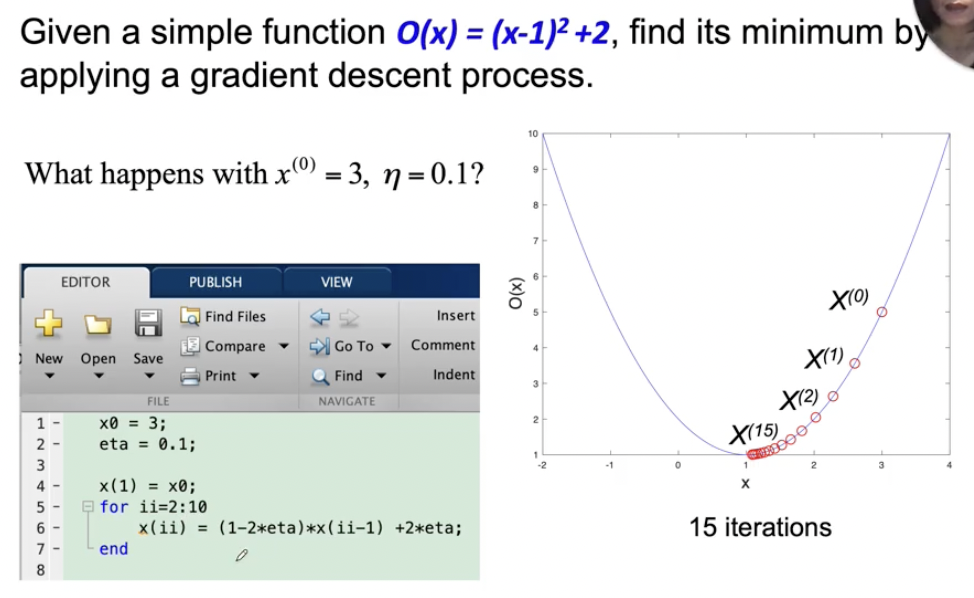 Given a simple function O(x) = (x-1)² +2, find its minimum by
applying a gradient descent process.
What happens with x⁽⁰⁾ = 3, η = 0.1?
EDITOR PUBLISH VIEW
New Open Save
Find Files
Compare
Print
FILE
Go To
Find
NAVIGATE
Insert
Comment
Indent
1 - x0 = 3;
2 - eta = 0.1;
3
4 - x(1) = x0;
5 - for ii=2:10
6 - x(ii) = (1-2*eta)*x(ii-1) +2*eta;
7 - end
8
10
9
8
7
6
5
4
3
2
1
O(x)
X(0)
X(1)
X(2)
X(15)
-2 -1 0 1 2 3 4
x
15 iterations